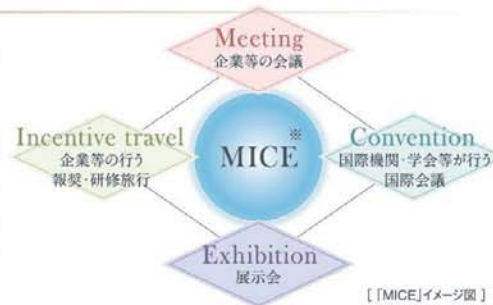 Meeting
企業等の会議
Incentive travel
企業等の行う
報奨・研修旅行
※
MICE
Convention
国際機関・学会等が行う
国際会議
Exhibition
展示会
[「MICE」イメージ図]